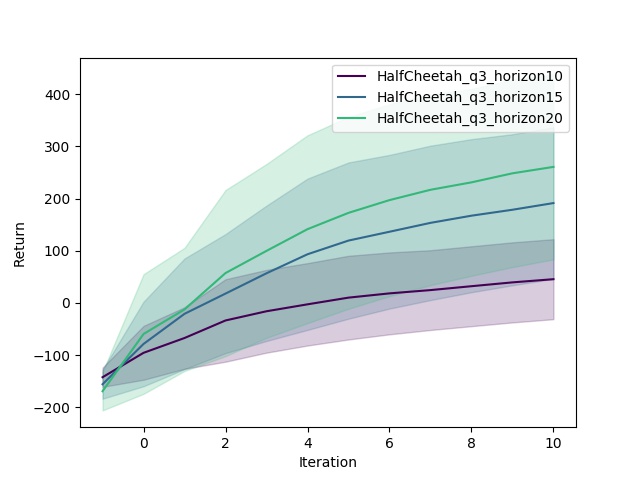 HalfCheetah_q3_horizon10
HalfCheetah_q3_horizon15
HalfCheetah_q3_horizon20
400
300
200
100
0
−100
−200
Return
0 2 4 6 8 10
Iteration